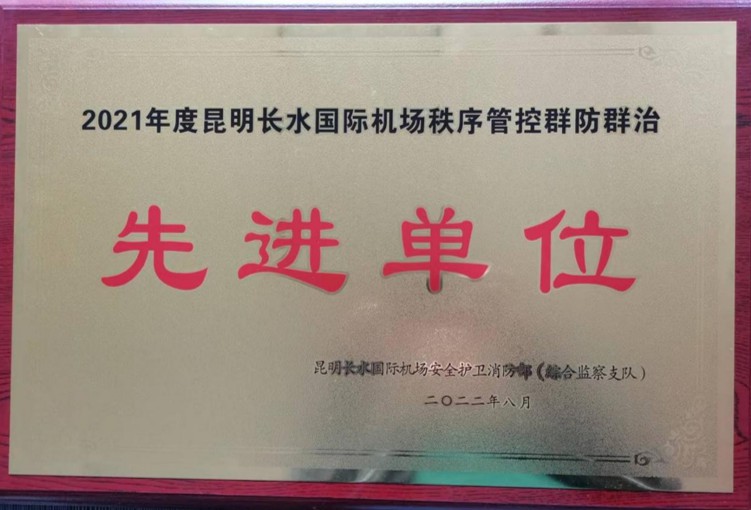 2021年度昆明长水国际机场秩序管控群防群治
先进单位
昆明长水国际机场安全护卫消防部（综合监察支队）
二〇二二年八月